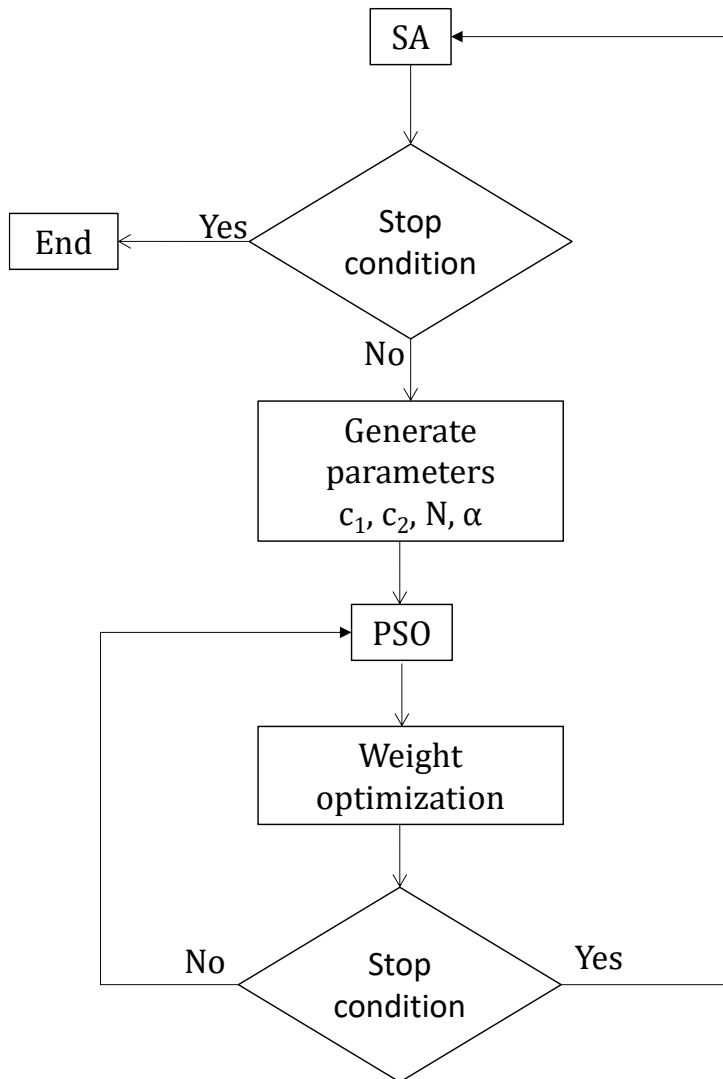 SA
Stop
condition
Yes
End
No
Generate
parameters
c₁, c₂, N, α
PSO
Weight
optimization
Stop
condition
No
Yes